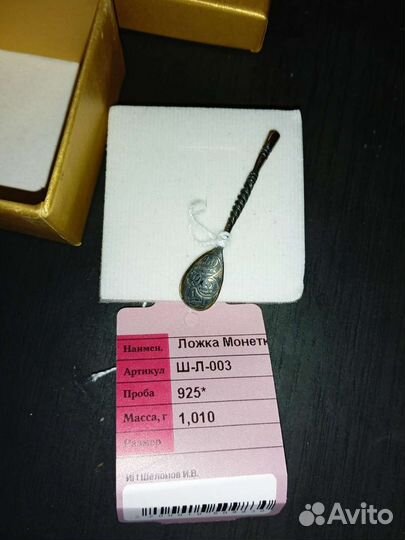 Наимен. Ложка Монетк
Артикул Ш-Л-003
Проба 925*
Масса, г 1,010
Размер
ИП Шелонов И.В.
Avito